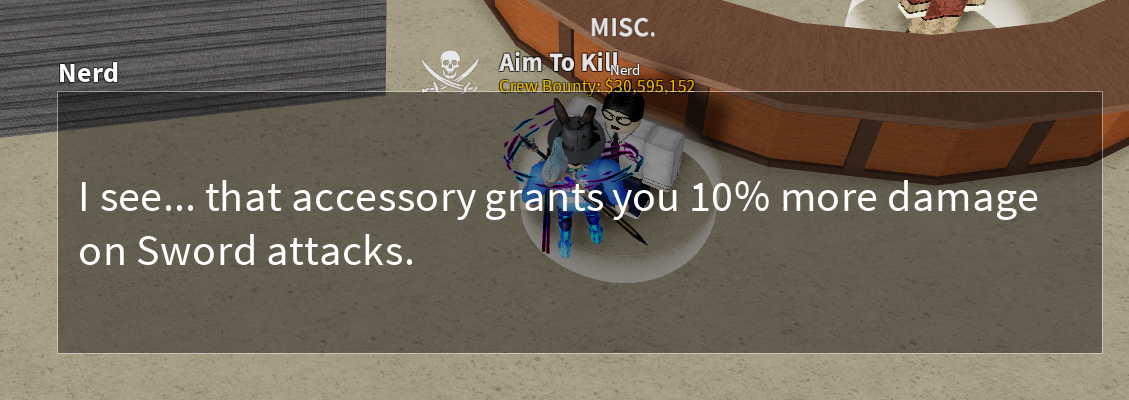 MISC.
Aim To Kill
Nerd
Nerd
Crew Bounty: $30,595,152
I see... that accessory grants you 10% more damage
on Sword attacks.